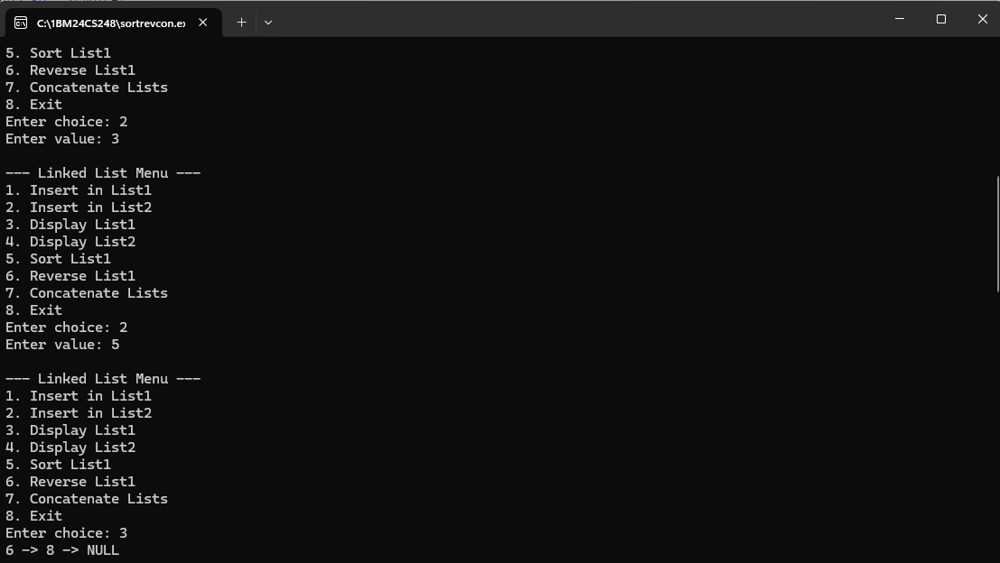 C:\1BM24CS248\sortrevcon.ex
5. Sort List1
6. Reverse List1
7. Concatenate Lists
8. Exit
Enter choice: 2
Enter value: 3
--- Linked List Menu ---
1. Insert in List1
2. Insert in List2
3. Display List1
4. Display List2
5. Sort List1
6. Reverse List1
7. Concatenate Lists
8. Exit
Enter choice: 2
Enter value: 5
--- Linked List Menu ---
1. Insert in List1
2. Insert in List2
3. Display List1
4. Display List2
5. Sort List1
6. Reverse List1
7. Concatenate Lists
8. Exit
Enter choice: 3
6 -> 8 -> NULL